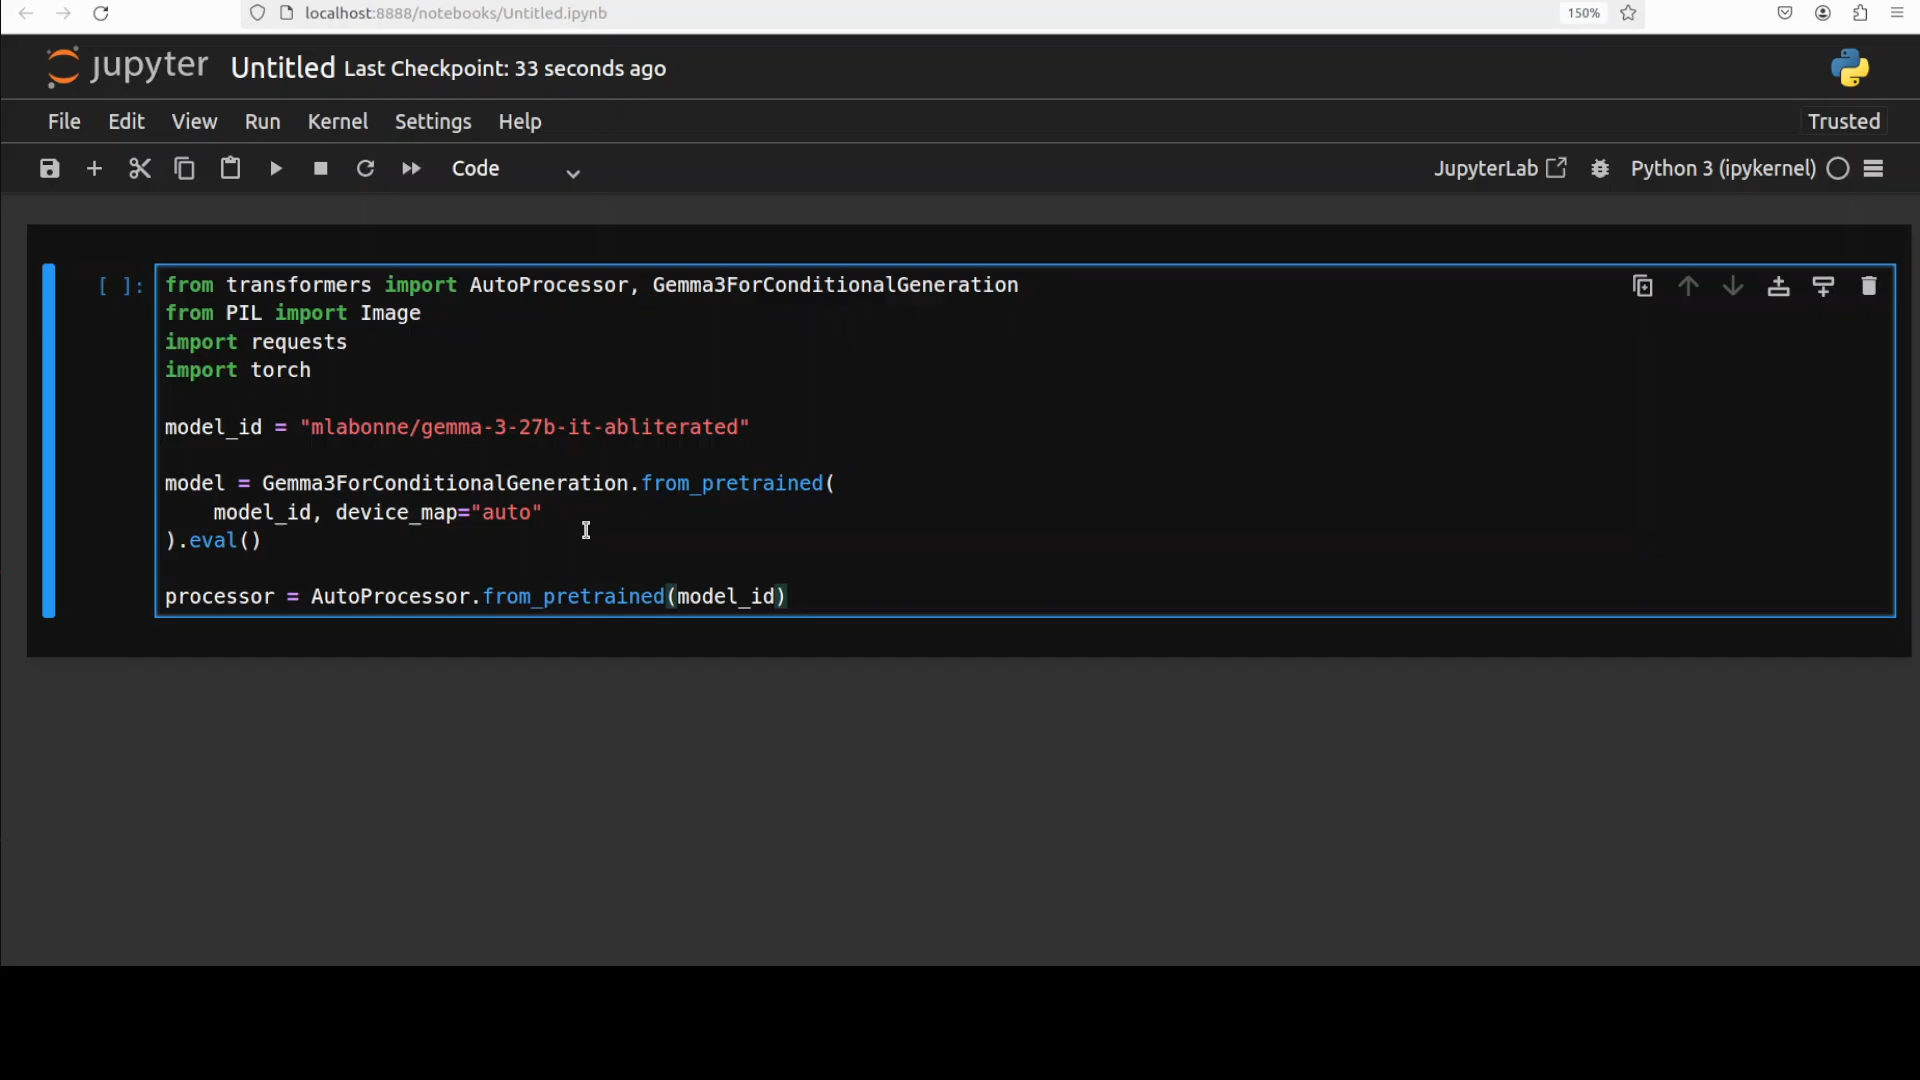 localhost:8888/notebooks/Untitled.ipynb
150%
jupyter Untitled Last Checkpoint: 33 seconds ago
File Edit View Run Kernel Settings Help
Trusted
Code
JupyterLab
Python 3 (ipykernel)
[ ]:
from transformers import AutoProcessor, Gemma3ForConditionalGeneration
from PIL import Image
import requests
import torch
model_id = "mlabonne/gemma-3-27b-it-abliterated"
model = Gemma3ForConditionalGeneration.from_pretrained(
    model_id, device_map="auto"
).eval()
processor = AutoProcessor.from_pretrained(model_id)